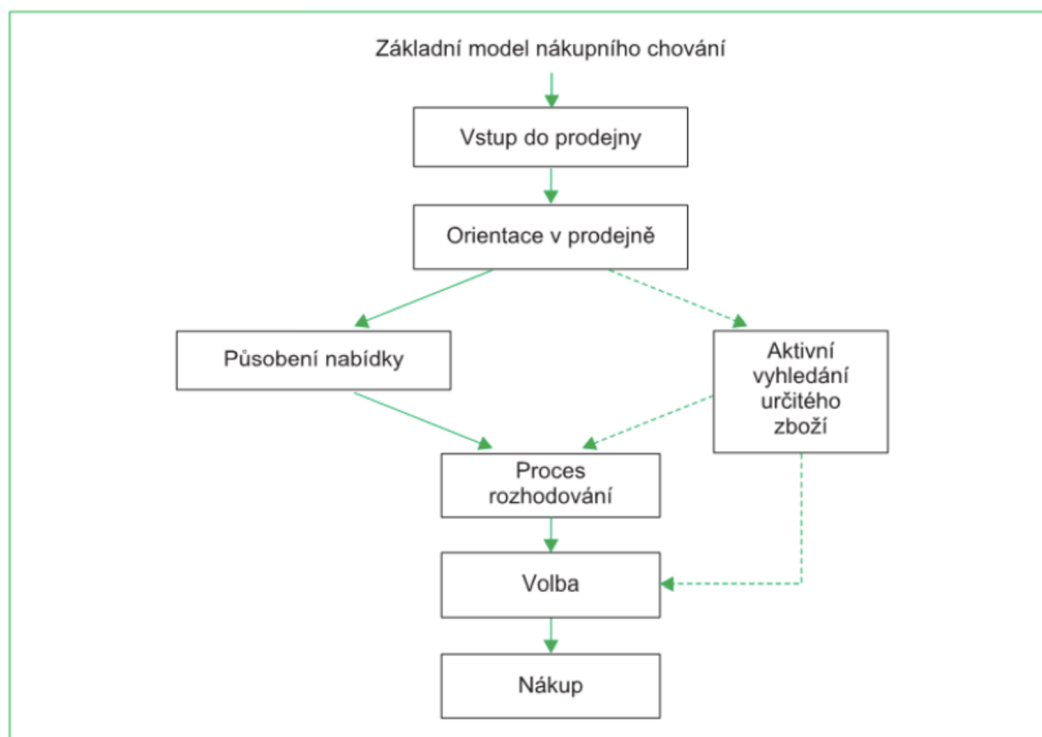 Základní model nákupního chování
Vstup do prodejny
Orientace v prodejně
Působení nabídky
Aktivní
vyhledání
určitého
zboží
Proces
rozhodování
Volba
Nákup